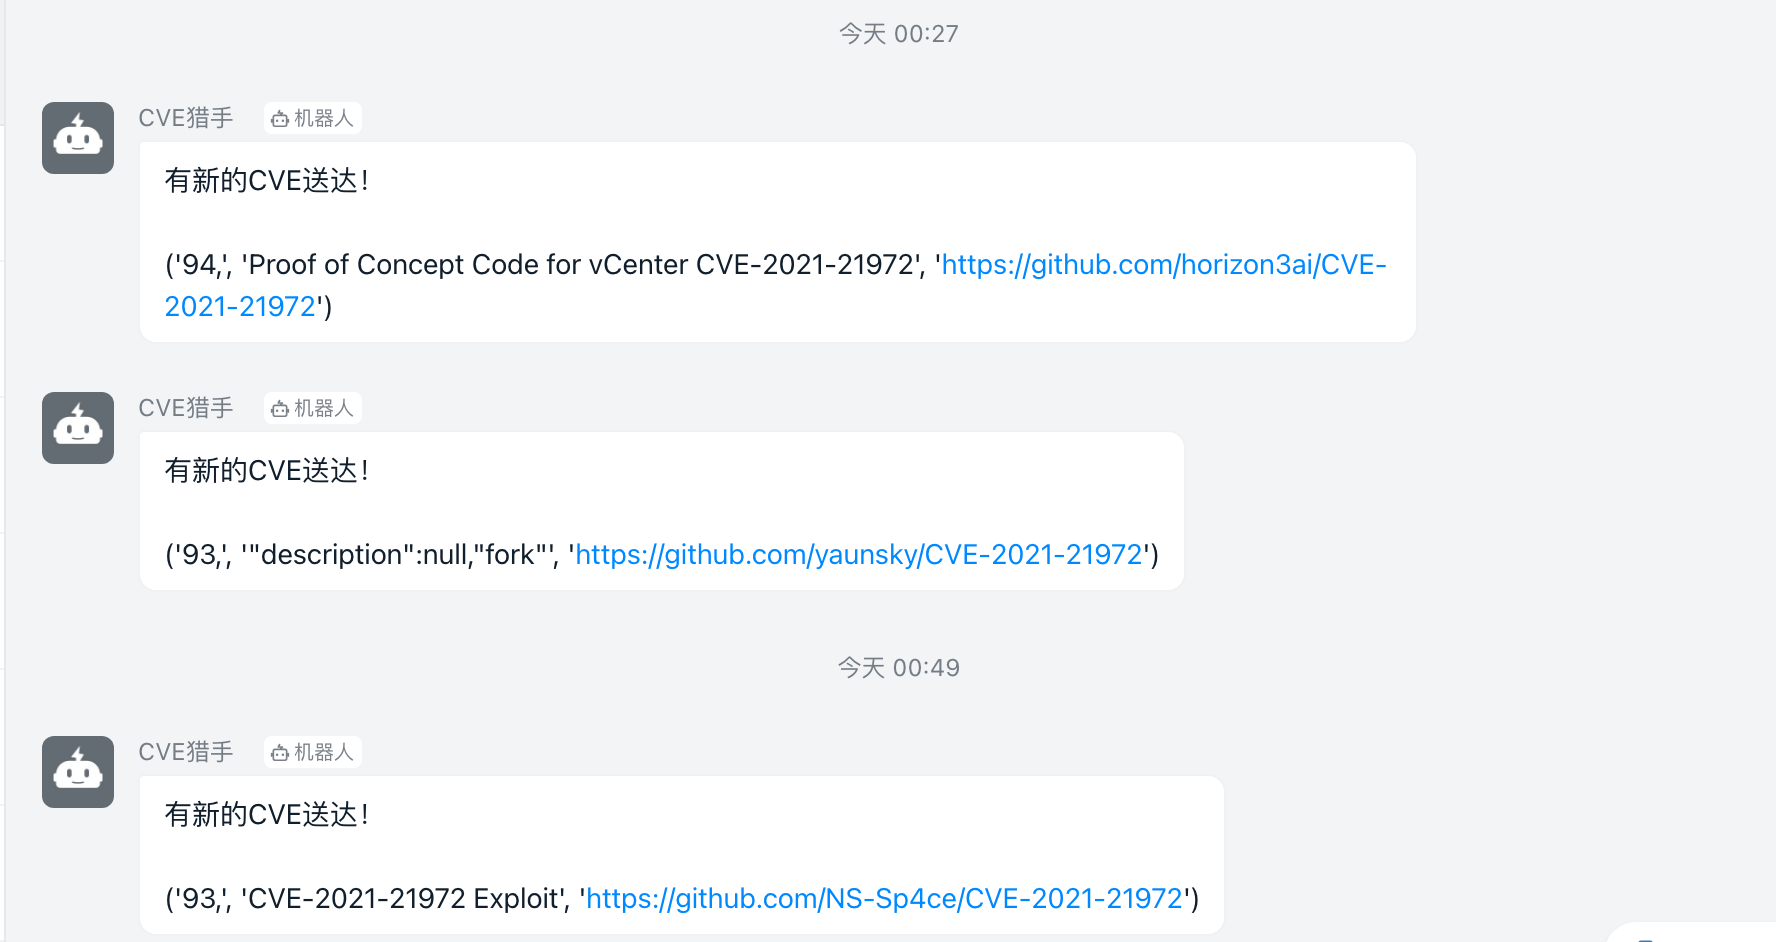 今天 00:27
CVE猎手 机器人
有新的CVE送达！
('94,', 'Proof of Concept Code for vCenter CVE-2021-21972', 'https://github.com/horizon3ai/CVE-
2021-21972')
CVE猎手 机器人
有新的CVE送达！
('93,', '"description":null,"fork"', 'https://github.com/yaunsky/CVE-2021-21972')
今天 00:49
CVE猎手 机器人
有新的CVE送达！
('93,', 'CVE-2021-21972 Exploit', 'https://github.com/NS-Sp4ce/CVE-2021-21972')